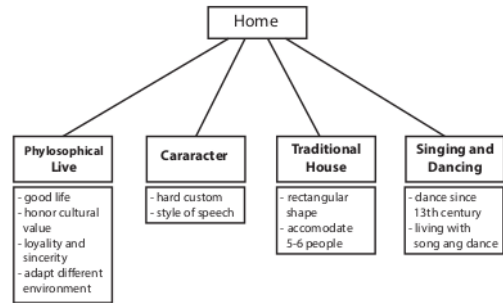 Home
Phylosophical
Live
- good life
- honor cultural
value
- loyality and
sincerity
- adapt different
environment
Cararacter
- hard custom
- style of speech
Traditional
House
- rectangular
shape
- accomodate
5-6 people
Singing and
Dancing
- dance since
13th century
- living with
song ang dance